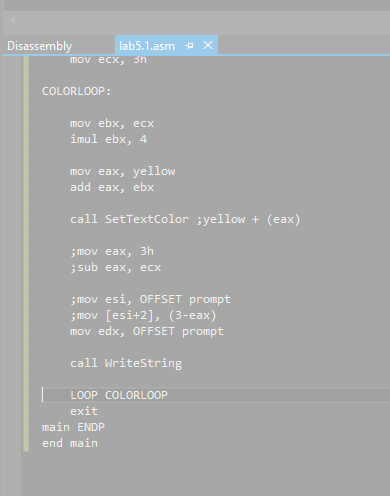 Disassembly lab5.1.asm
mov ecx, 3h
COLORLOOP:
mov ebx, ecx
imul ebx, 4
mov eax, yellow
add eax, ebx
call SetTextColor ;yellow + (eax)
;mov eax, 3h
;sub eax, ecx
;mov esi, OFFSET prompt
;mov [esi+2], (3-eax)
mov edx, OFFSET prompt
call WriteString
LOOP COLORLOOP
exit
main ENDP
end main